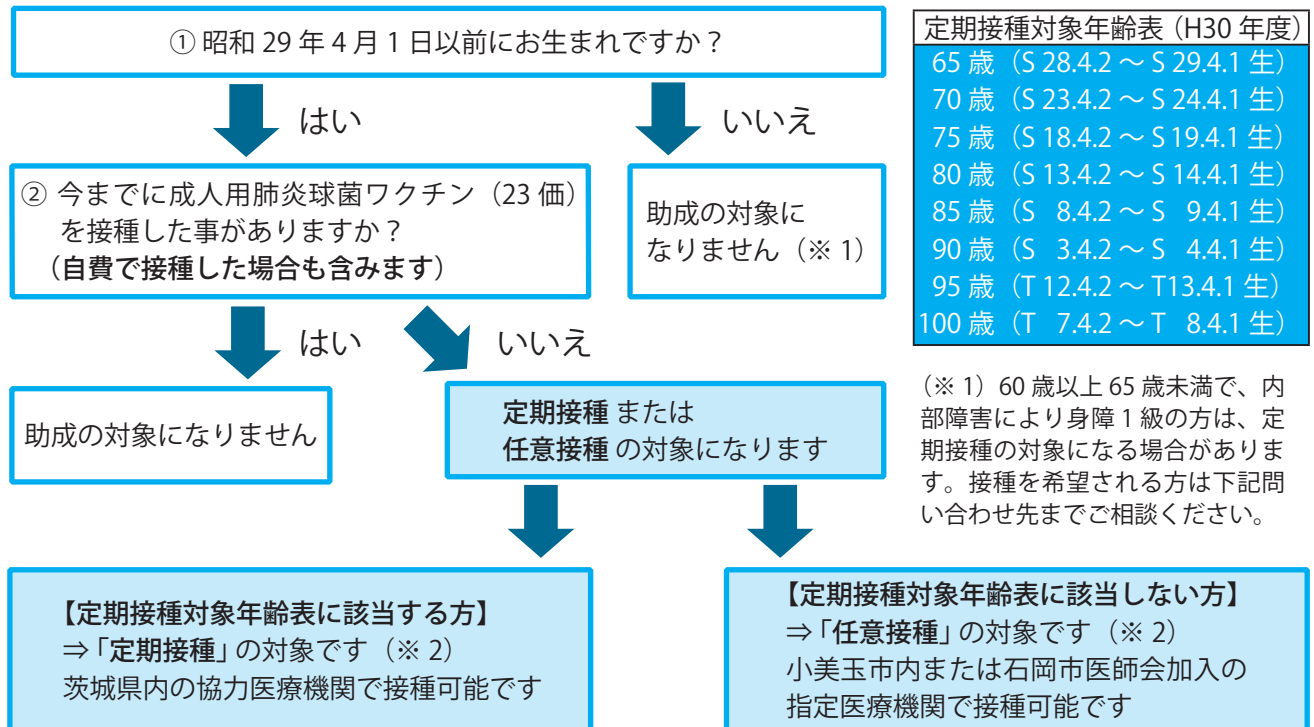 ① 昭和 29 年 4 月 1 日以前にお生まれですか？
はい
いいえ
② 今までに成人用肺炎球菌ワクチン（23 価）
を接種した事がありますか？
（自費で接種した場合も含みます）
助成の対象に
なりません（※ 1）
はい
いいえ
助成の対象になりません
定期接種 または
任意接種 の対象になります
【定期接種対象年齢表に該当する方】
⇒「定期接種」の対象です（※ 2）
茨城県内の協力医療機関で接種可能です
【定期接種対象年齢表に該当しない方】
⇒「任意接種」の対象です（※ 2）
小美玉市内または石岡市医師会加入の
指定医療機関で接種可能です
定期接種対象年齢表（H30 年度）
65 歳（S 28.4.2 ～ S 29.4.1 生）
70 歳（S 23.4.2 ～ S 24.4.1 生）
75 歳（S 18.4.2 ～ S 19.4.1 生）
80 歳（S 13.4.2 ～ S 14.4.1 生）
85 歳（S 8.4.2 ～ S 9.4.1 生）
90 歳（S 3.4.2 ～ S 4.4.1 生）
95 歳（T 12.4.2 ～ T13.4.1 生）
100 歳（T 7.4.2 ～ T 8.4.1 生）
（※ 1）60 歳以上 65 歳未満で、内
部障害により身障 1 級の方は、定
期接種の対象になる場合がありま
す。接種を希望される方は下記問
い合わせ先までご相談ください。